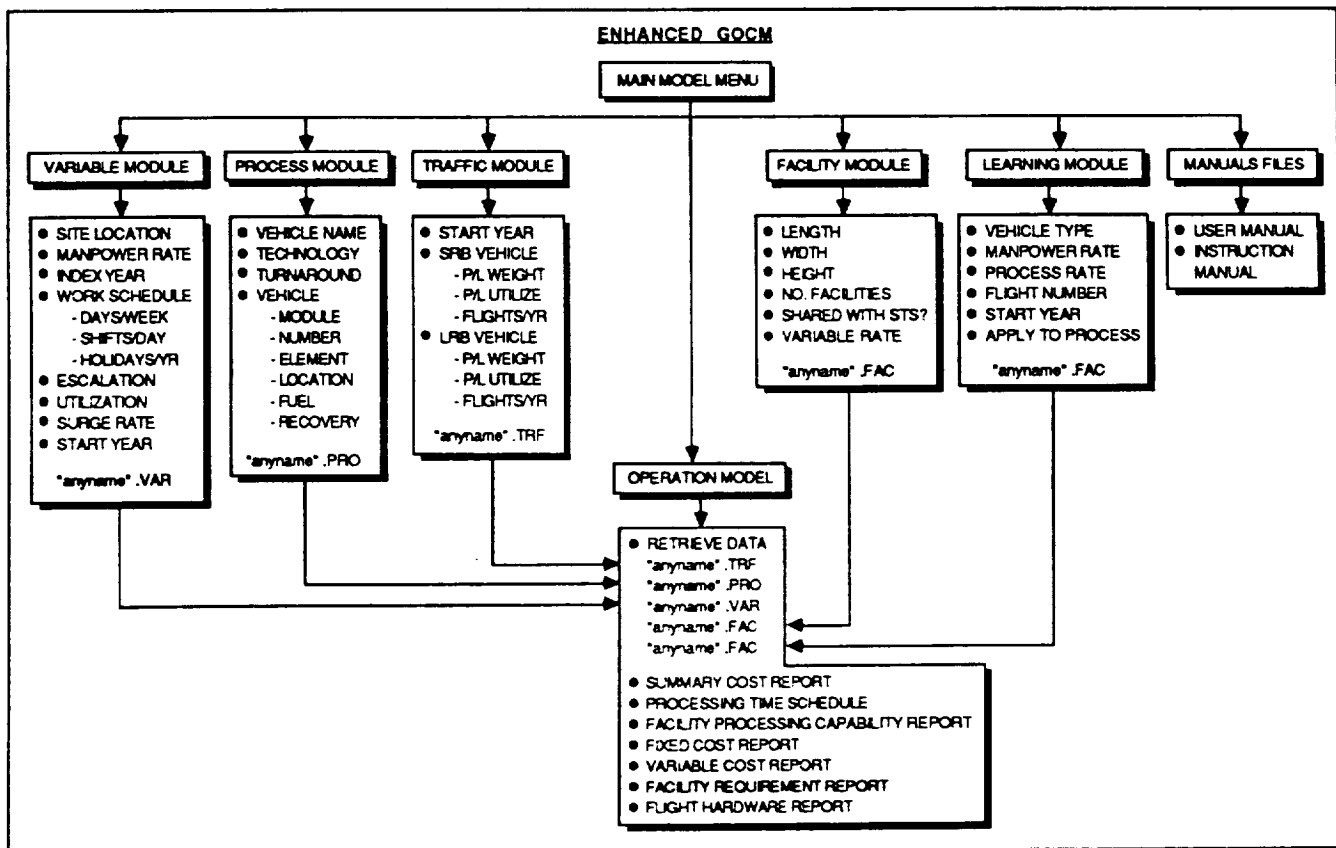 ENHANCED GOCM
MAIN MODEL MENU
VARIABLE MODULE
● SITE LOCATION
● MANPOWER RATE
● INDEX YEAR
● WORK SCHEDULE
- DAYS/WEEK
- SHIFTS/DAY
- HOLIDAYS/YR
● ESCALATION
● UTILIZATION
● SURGE RATE
● START YEAR
"anyname" .VAR
PROCESS MODULE
● VEHICLE NAME
● TECHNOLOGY
● TURNAROUND
● VEHICLE
- MODULE
- NUMBER
- ELEMENT
- LOCATION
- FUEL
- RECOVERY
"anyname" .PRO
TRAFFIC MODULE
● START YEAR
● SRB VEHICLE
- P/L WEIGHT
- P/L UTILIZE
- FLIGHTS/YR
● LRB VEHICLE
- P/L WEIGHT
- P/L UTILIZE
- FLIGHTS/YR
"anyname" .TRF
FACILITY MODULE
● LENGTH
● WIDTH
● HEIGHT
● NO. FACILITIES
● SHARED WITH STS?
● VARIABLE RATE
"anyname" .FAC
LEARNING MODULE
● VEHICLE TYPE
● MANPOWER RATE
● PROCESS RATE
● FLIGHT NUMBER
● START YEAR
● APPLY TO PROCESS
"anyname" .FAC
MANUALS FILES
● USER MANUAL
● INSTRUCTION
MANUAL
OPERATION MODEL
● RETRIEVE DATA
"anyname" .TRF
"anyname" .PRO
"anyname" .VAR
"anyname" .FAC
"anyname" .FAC
● SUMMARY COST REPORT
● PROCESSING TIME SCHEDULE
● FACILITY PROCESSING CAPABILITY REPORT
● FIXED COST REPORT
● VARIABLE COST REPORT
● FACILITY REQUIREMENT REPORT
● FLIGHT HARDWARE REPORT